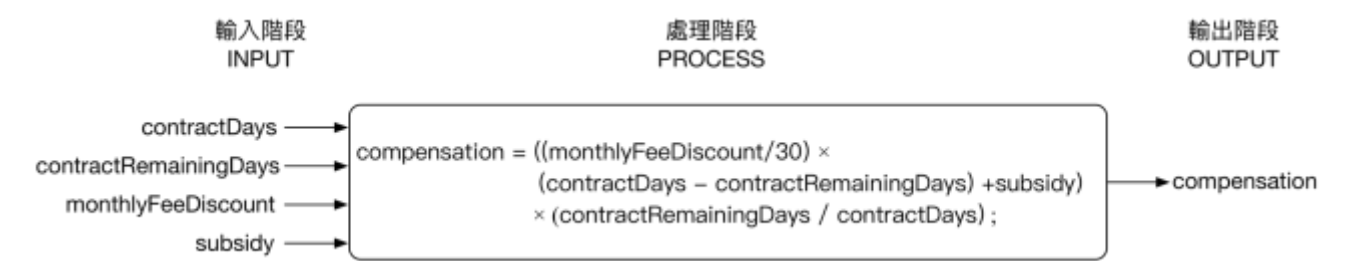 輸入階段
INPUT
處理階段
PROCESS
輸出階段
OUTPUT
contractDays
contractRemainingDays
monthlyFeeDiscount
subsidy
compensation = ((monthlyFeeDiscount/30) ×
(contractDays – contractRemainingDays) +subsidy)
× (contractRemainingDays / contractDays) ;
compensation